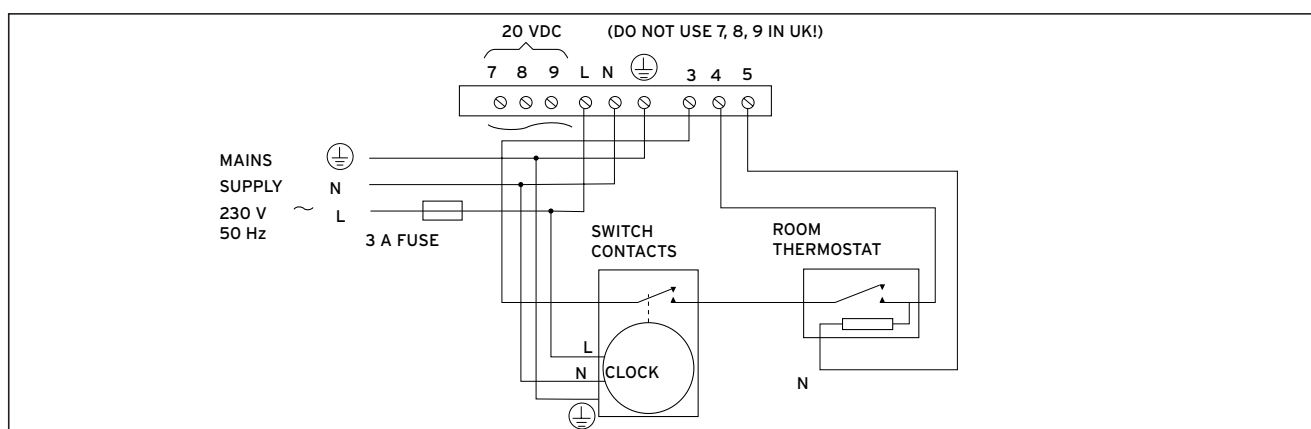 20 VDC (DO NOT USE 7, 8, 9 IN UK!)
7 8 9 L N 3 4 5
MAINS
SUPPLY N
230 V ~ L
50 Hz
3 A FUSE
SWITCH
CONTACTS
ROOM
THERMOSTAT
L
N CLOCK
N